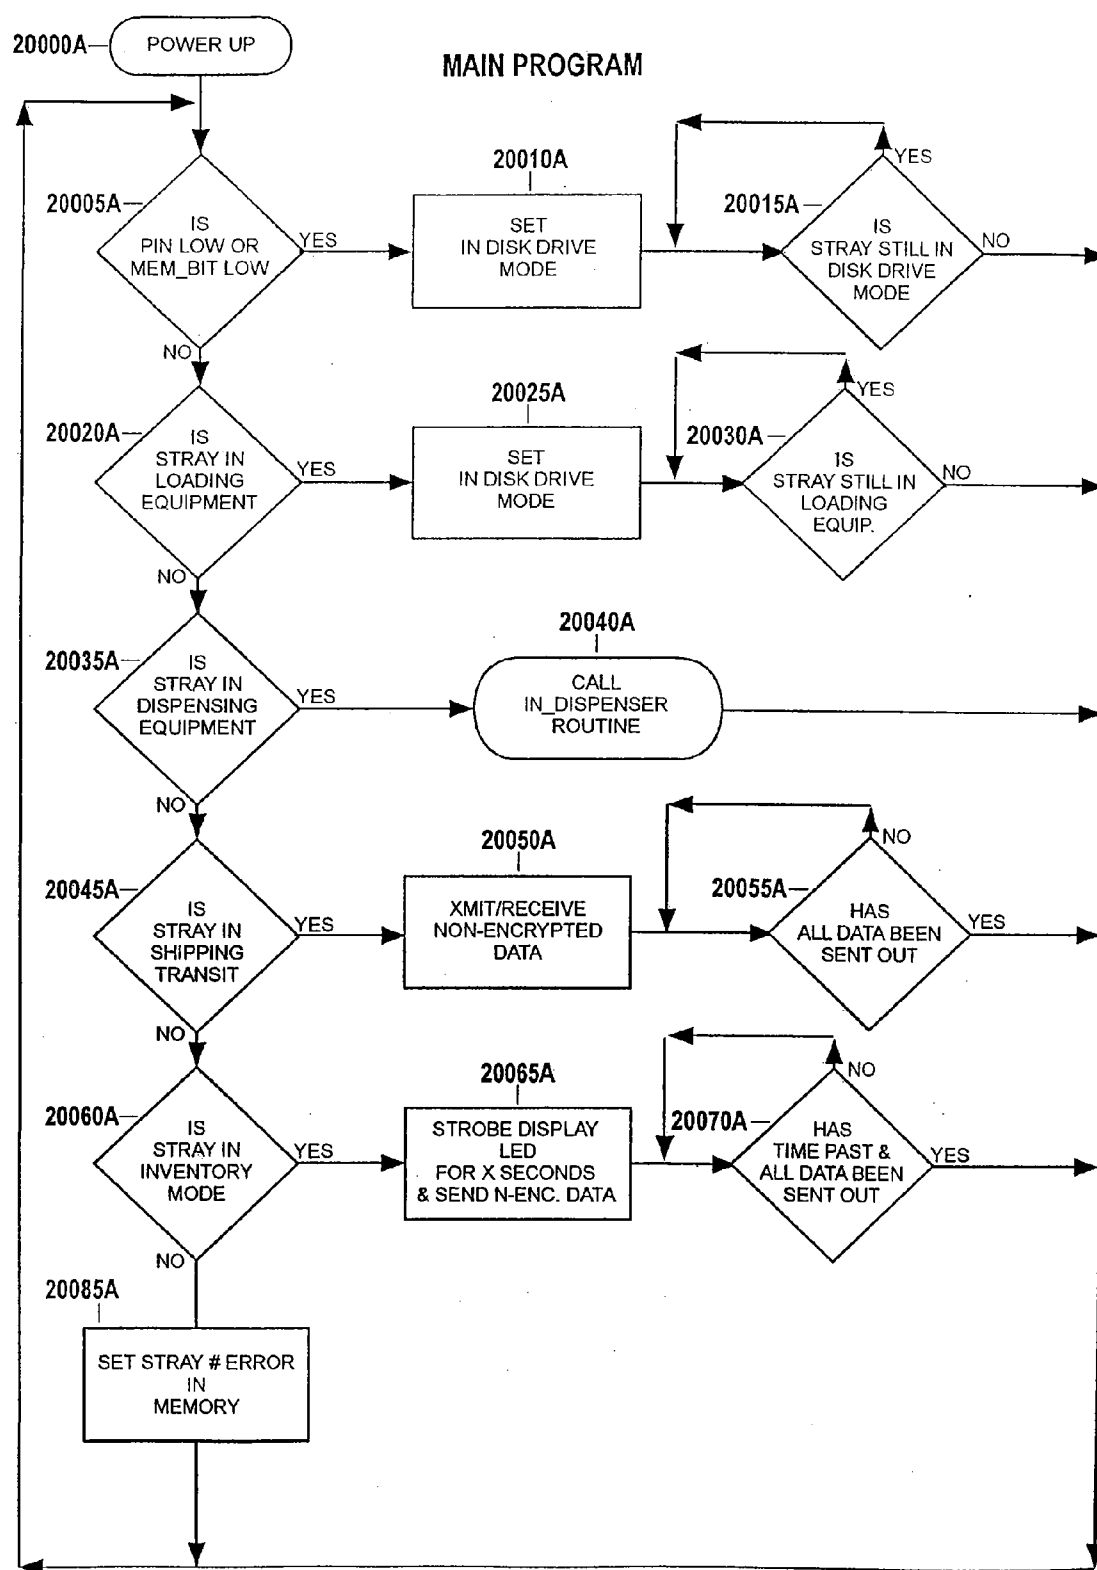 20000A
POWER UP
MAIN PROGRAM
20005A
IS
PIN LOW OR
MEM_BIT LOW
YES
NO
20010A
SET
IN DISK DRIVE
MODE
20015A
YES
IS
STRAY STILL IN
DISK DRIVE
MODE
NO
20020A
IS
STRAY IN
LOADING
EQUIPMENT
YES
NO
20025A
SET
IN DISK DRIVE
MODE
20030A
YES
IS
STRAY STILL IN
LOADING
EQUIP.
NO
20035A
IS
STRAY IN
DISPENSING
EQUIPMENT
YES
NO
20040A
CALL
IN_DISPENSER
ROUTINE
20045A
IS
STRAY IN
SHIPPING
TRANSIT
YES
NO
20050A
XMIT/RECEIVE
NON-ENCRYPTED
DATA
20055A
NO
HAS
ALL DATA BEEN
SENT OUT
YES
20060A
IS
STRAY IN
INVENTORY
MODE
YES
NO
20065A
STROBE DISPLAY
LED
FOR X SECONDS
& SEND N-ENC. DATA
20070A
NO
HAS
TIME PAST &
ALL DATA BEEN
SENT OUT
YES
20085A
SET STRAY # ERROR
IN
MEMORY